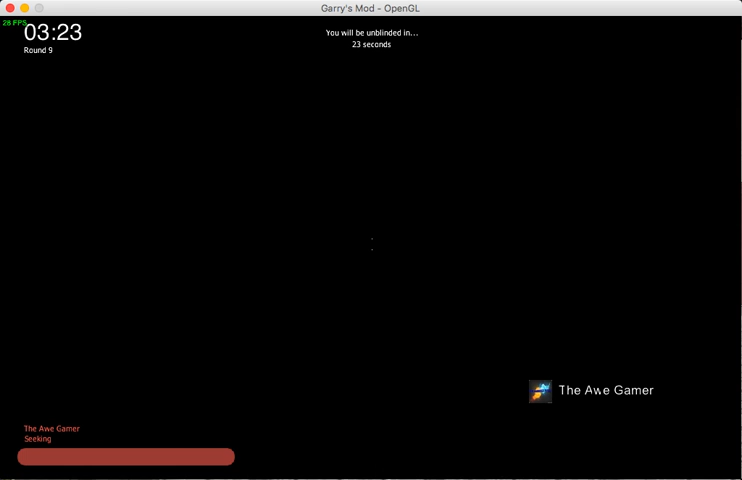 Garry's Mod - OpenGL
28 FPS
03:23
Round 9
You will be unblinded in...
23 seconds
The Awe Gamer
The Awe Gamer
Seeking